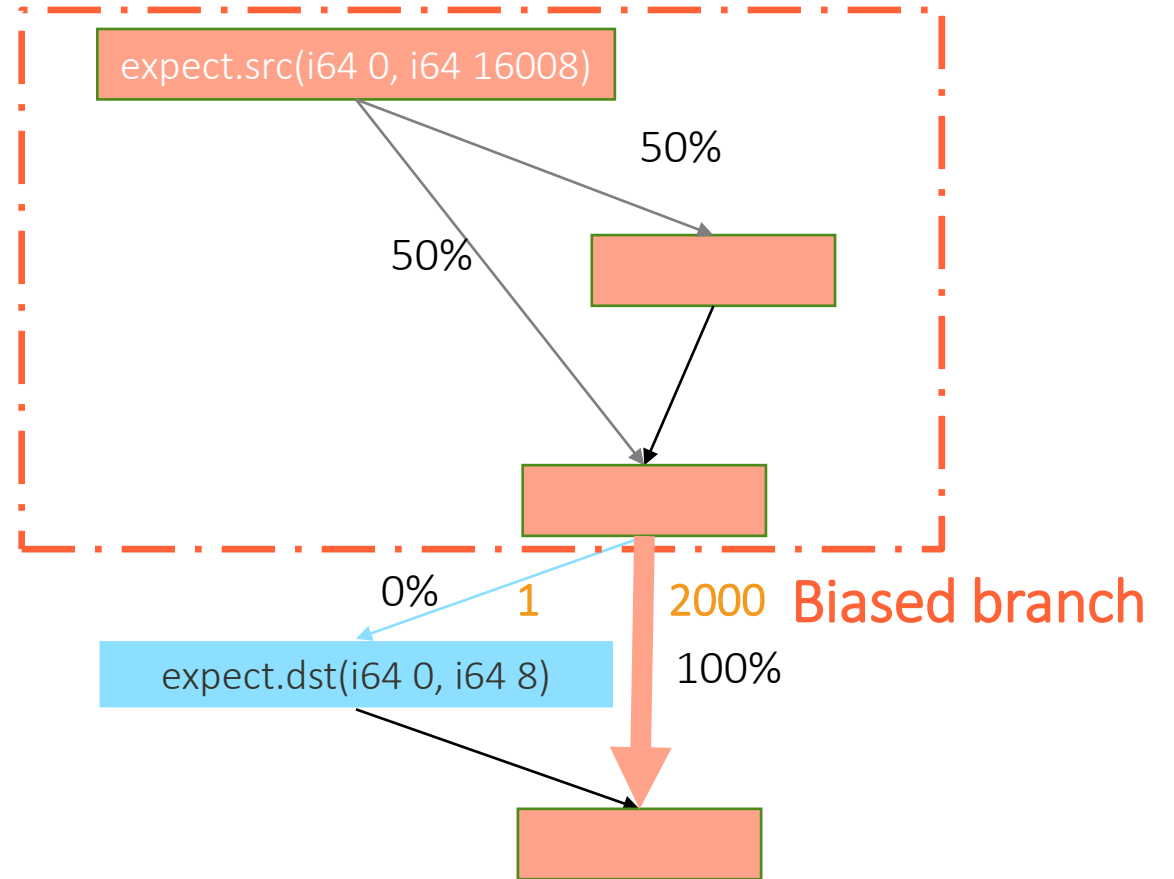 expect.src(i64 0, i64 16008)
50%
50%
0%
1
2000
Biased branch
100%
expect.dst(i64 0, i64 8)